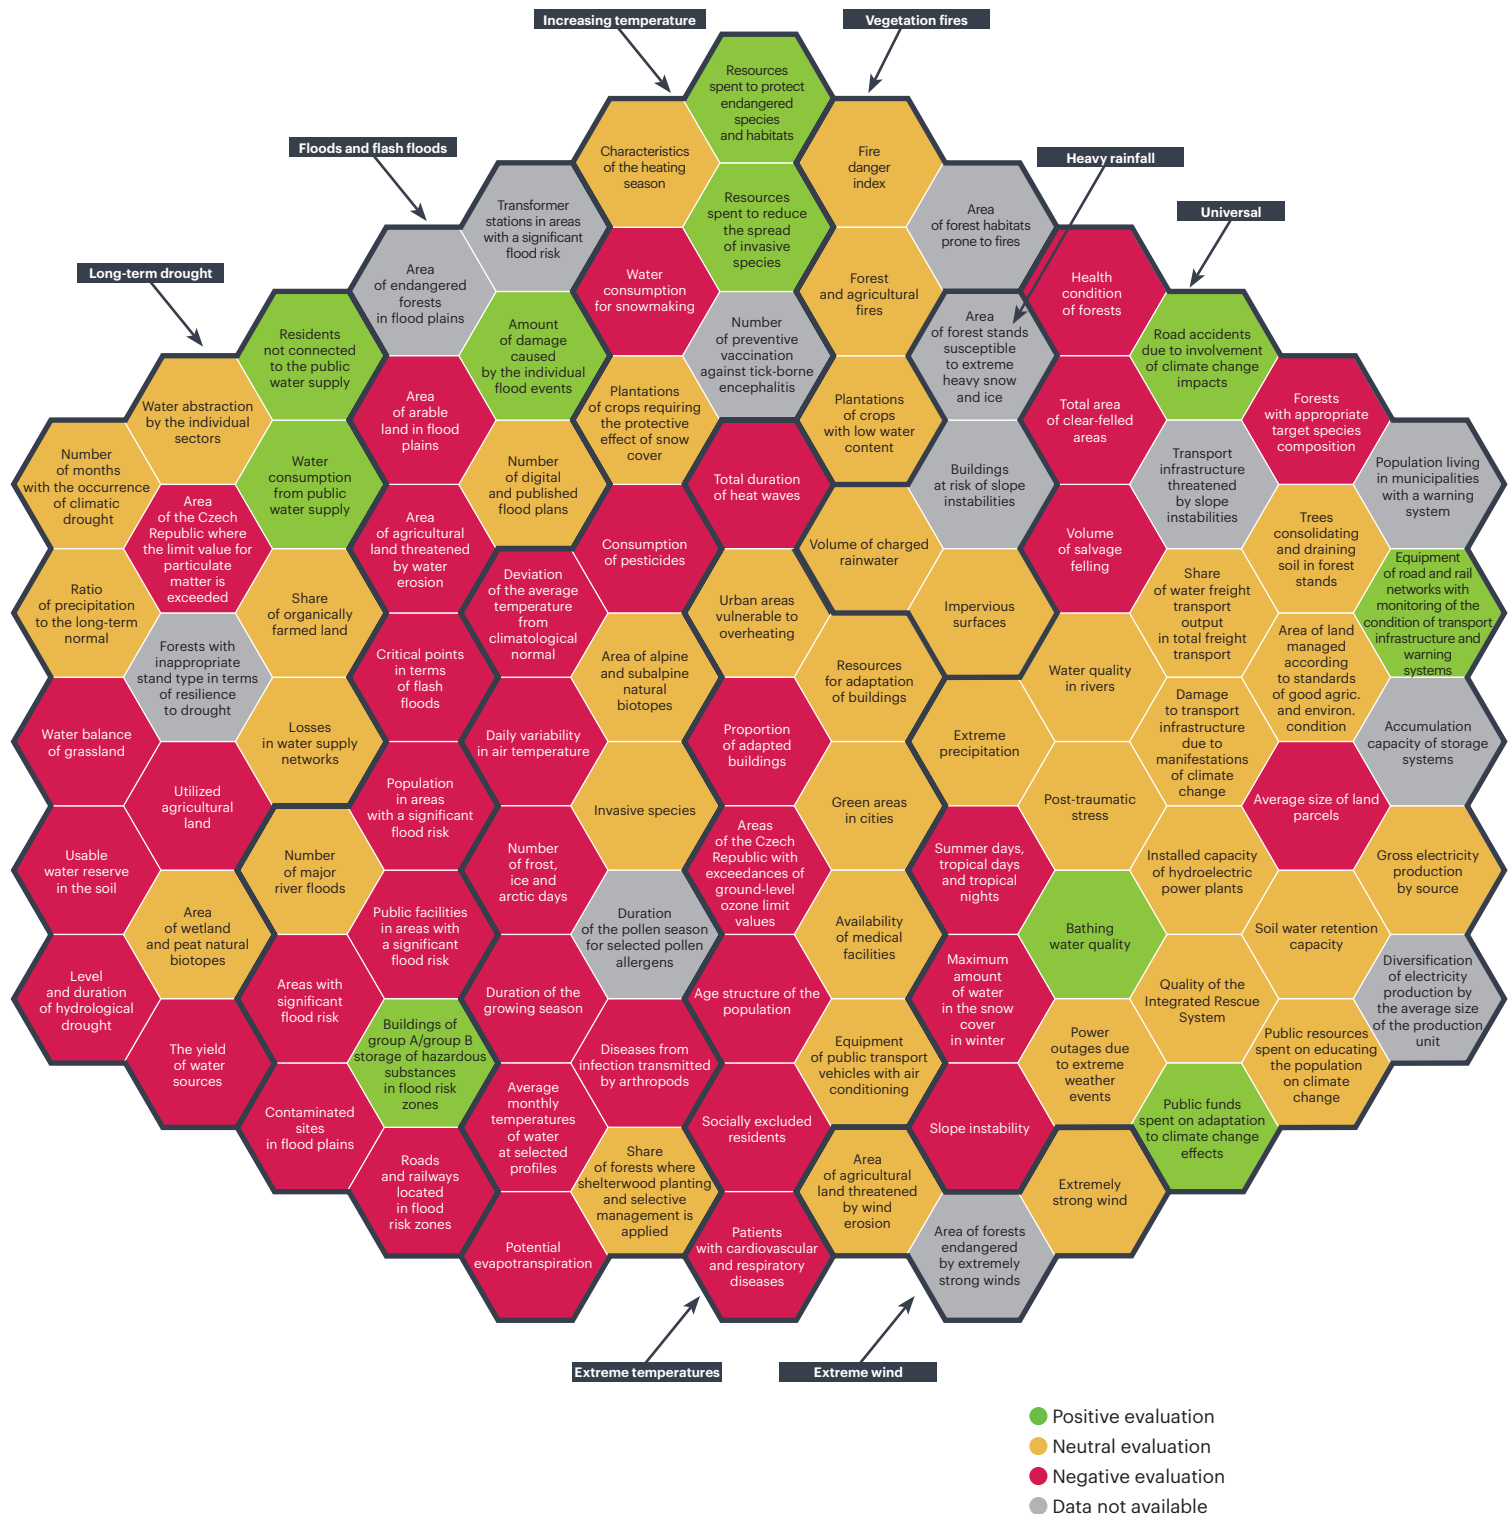 Increasing temperature
Vegetation fires
Floods and flash floods
Heavy rainfall
Universal
Long-term drought
Number
of months
with the occurrence
of climatic
drought
Ratio
of precipitation
to the long-term
normal
Water balance
of grassland
Usable
water reserve
in the soil
Level
and duration
of hydrological
drought
Water abstraction
by the individual
sectors
Area
of the Czech
Republic where
the limit value for
particulate
matter is
exceeded
Forests with
inappropriate
stand type in terms
of resilience
to drought
Utilized
agricultural
land
Area
of wetland
and peat natural
biotopes
The yield
of water
sources
Residents
not connected
to the public
water supply
Water
consumption
from public
water supply
Share
of organically
farmed land
Losses
in water supply
networks
Number
of major
river floods
Areas with
significant
flood risk
Contaminated
sites
in flood plains
Area
of endangered
forests
in flood plains
Area
of arable
land in flood
plains
Area
of agricultural
land threatened
by water
erosion
Critical points
in terms
of flash
floods
Population
in areas
with a significant
flood risk
Public facilities
in areas with
a significant
flood risk
Buildings of
group A/group B
storage of hazardous
substances
in flood risk
zones
Roads
and railways
located
in flood
risk zones
Transformer
stations in areas
with a significant
flood risk
Amount
of damage
caused
by the individual
flood events
Number
of digital
and published
flood plans
Deviation
of the average
temperature
from
climatological
normal
Daily variability
in air temperature
Number
of frost,
ice and
arctic days
Duration of the
growing season
Average
monthly
temperatures
of water
at selected
profiles
Potential
evapotranspiration
Characteristics
of the heating
season
Water
consumption
for snowmaking
Plantations
of crops requiring
the protective
effect of snow
cover
Consumption
of pesticides
Area of alpine
and subalpine
natural
biotopes
Invasive species
Duration
of the pollen season
for selected pollen
allergens
Diseases from
infection transmitted
by arthropods
Share
of forests where
shelterwood planting
and selective
management is
applied
Resources
spent to protect
endangered
species
and habitats
Resources
spent to reduce
the spread
of invasive
species
Number
of preventive
vaccination
against tick-borne
encephalitis
Total duration
of heat waves
Urban areas
vulnerable to
overheating
Proportion
of adapted
buildings
Areas
of the Czech
Republic with
exceedances of
ground-level
ozone limit
values
Age structure of the
population
Socially excluded
residents
Patients
with cardiovascular
and respiratory
diseases
Fire
danger
index
Forest
and agricultural
fires
Plantations
of crops
with low water
content
Volume of charged
rainwater
Resources
for adaptation
of buildings
Green areas
in cities
Availability
of medical
facilities
Equipment
of public transport
vehicles with air
conditioning
Area
of agricultural
land threatened
by wind
erosion
Area
of forest habitats
prone to fires
Area
of forest stands
susceptible
to extreme
heavy snow
and ice
Buildings
at risk of slope
instabilities
Impervious
surfaces
Extreme
precipitation
Summer days,
tropical days
and tropical
nights
Maximum
amount
of water
in the snow
cover
in winter
Slope instability
Area of forests
endangered
by extremely
strong winds
Health
condition
of forests
Total area
of clear-felled
areas
Volume
of salvage
felling
Water quality
in rivers
Post-traumatic
stress
Bathing
water quality
Power
outages due
to extreme
weather
events
Extremely
strong wind
Road accidents
due to involvement
of climate change
impacts
Transport
infrastructure
threatened
by slope
instabilities
Share
of water freight
transport
output
in total freight
transport
Damage
to transport
infrastructure
due to
manifestations
of climate
change
Installed capacity
of hydroelectric
power plants
Quality of the
Integrated Rescue
System
Public funds
spent on adaptation
to climate change
effects
Forests
with appropriate
target species
composition
Trees
consolidating
and draining
soil in forest
stands
Area of land
managed
according
to standards
of good agric.
and environ.
condition
Average size of land
parcels
Soil water retention
capacity
Public resources
spent on educating
the population
on climate
change
Population living
in municipalities
with a warning
system
Equipment
of road and rail
networks with
monitoring of the
condition of transport
infrastructure and
warning
systems
Accumulation
capacity of storage
systems
Gross electricity
production
by source
Diversification
of electricity
production by
the average size
of the production
unit
Extreme temperatures
Extreme wind
Positive evaluation
Neutral evaluation
Negative evaluation
Data not available